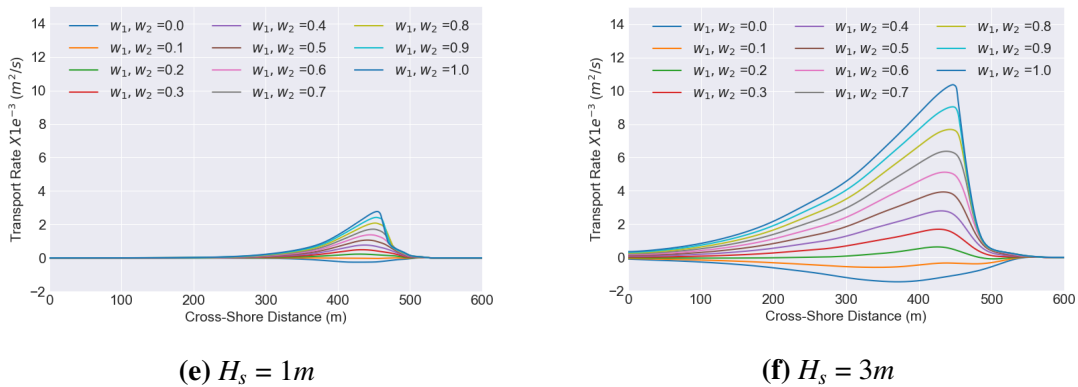 Transport Rate X1e⁻³ (m²/s)
14
12
10
8
6
4
2
0
−2
w₁, w₂ =0.0
w₁, w₂ =0.1
w₁, w₂ =0.2
w₁, w₂ =0.3
w₁, w₂ =0.4
w₁, w₂ =0.5
w₁, w₂ =0.6
w₁, w₂ =0.7
w₁, w₂ =0.8
w₁, w₂ =0.9
w₁, w₂ =1.0
0 100 200 300 400 500 600
Cross-Shore Distance (m)
(e) Hₛ = 1m
Transport Rate X1e⁻³ (m²/s)
14
12
10
8
6
4
2
0
−2
w₁, w₂ =0.0
w₁, w₂ =0.1
w₁, w₂ =0.2
w₁, w₂ =0.3
w₁, w₂ =0.4
w₁, w₂ =0.5
w₁, w₂ =0.6
w₁, w₂ =0.7
w₁, w₂ =0.8
w₁, w₂ =0.9
w₁, w₂ =1.0
0 100 200 300 400 500 600
Cross-Shore Distance (m)
(f) Hₛ = 3m